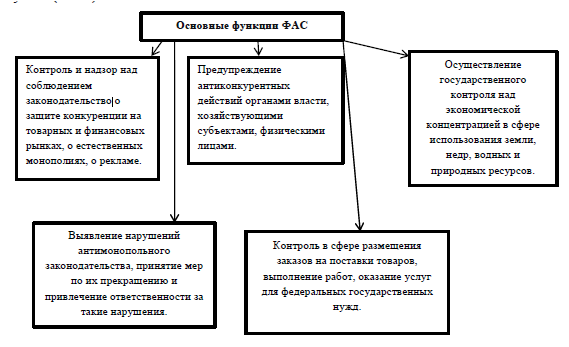 Основные функции ФАС
Контроль и надзор над
соблюдением
законодательство о
защите конкуренции на
товарных и финансовых
рынках, о естественных
монополиях, о рекламе.
Предупреждение
антиконкурентных
действий органами власти,
хозяйствующими
субъектами, физическими
лицами.
Осуществление
государственного
контроля над
экономической
концентрацией в сфере
использования земли,
недр, водных и
природных ресурсов.
Выявление нарушений
антимонопольного
законодательства, принятие мер
по их прекращению и
привлечение ответственности за
такие нарушения.
Контроль в сфере размещения
заказов на поставки товаров,
выполнение работ, оказание услуг
для федеральных государственных
нужд.